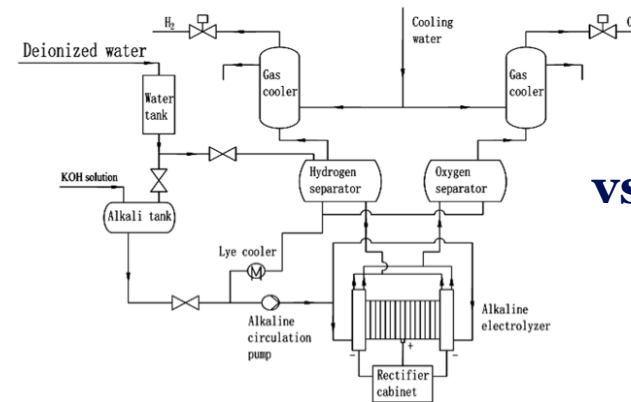 H₂
Cooling
water
O
Deionized water
Gas
cooler
Gas
cooler
Water
tank
KOH solution
Hydrogen
separator
Oxygen
separator
vs
Alkali tank
Lye cooler
M
Alkaline
circulation
pump
Alkaline
electrolyzer
+
-
-
Rectifier
cabinet